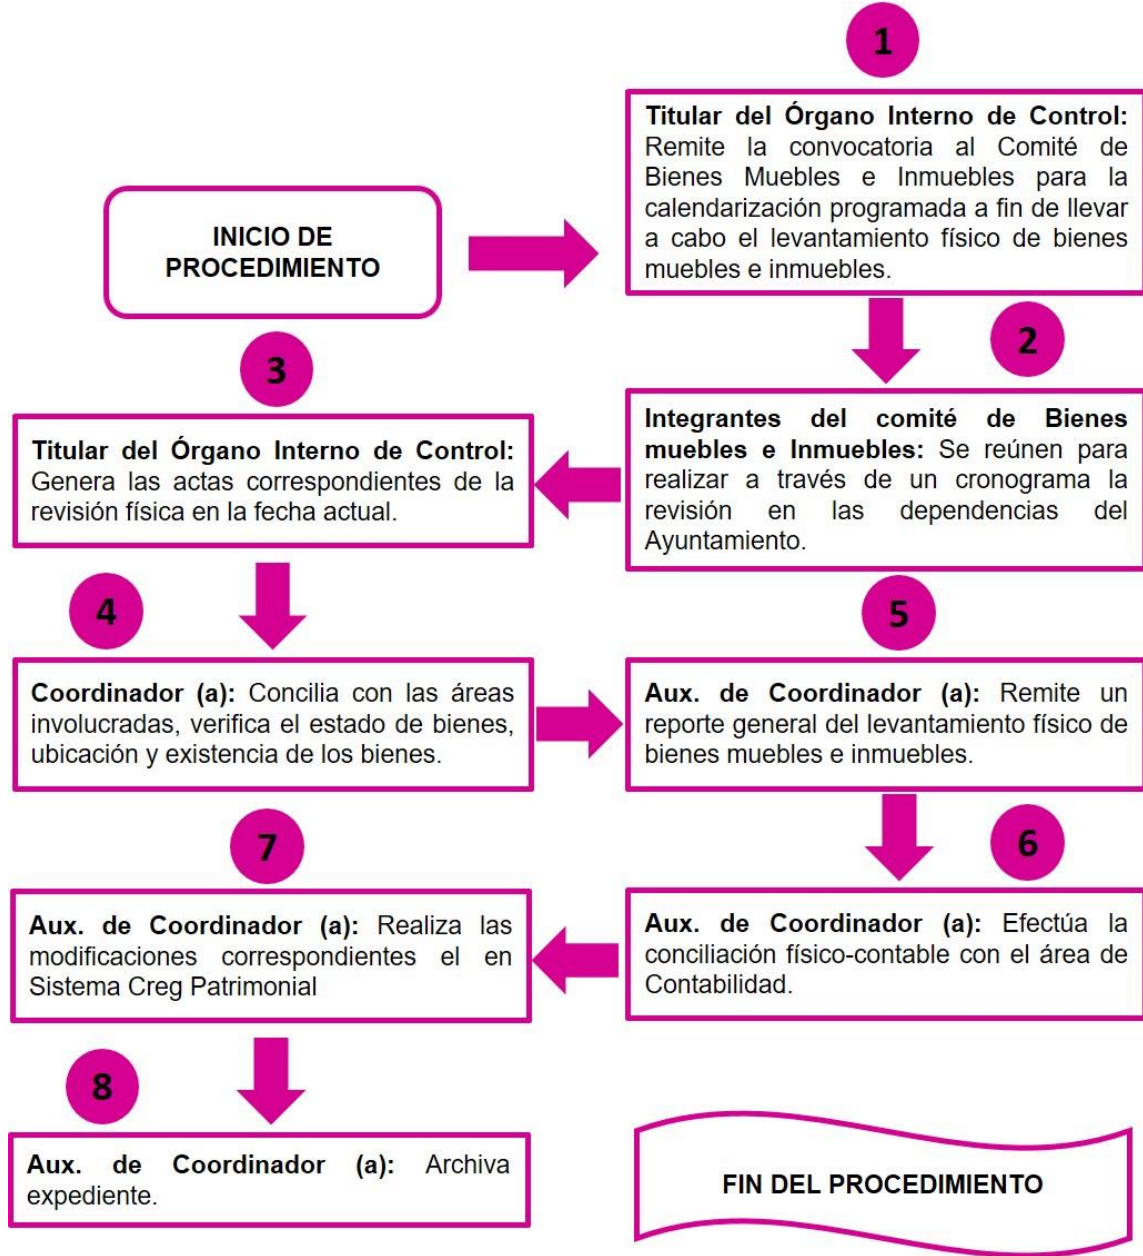 INICIO DE
PROCEDIMIENTO
1
Titular del Órgano Interno de Control:
Remite la convocatoria al Comité de
Bienes Muebles e Inmuebles para la
calendarización programada a fin de llevar
a cabo el levantamiento físico de bienes
muebles e inmuebles.
2
Integrantes del comité de Bienes
muebles e Inmuebles: Se reúnen para
realizar a través de un cronograma la
revisión en las dependencias del
Ayuntamiento.
3
Titular del Órgano Interno de Control:
Genera las actas correspondientes de la
revisión física en la fecha actual.
4
Coordinador (a): Concilia con las áreas
involucradas, verifica el estado de bienes,
ubicación y existencia de los bienes.
5
Aux. de Coordinador (a): Remite un
reporte general del levantamiento físico de
bienes muebles e inmuebles.
6
Aux. de Coordinador (a): Efectúa la
conciliación físico-contable con el área de
Contabilidad.
7
Aux. de Coordinador (a): Realiza las
modificaciones correspondientes el en
Sistema Creg Patrimonial
8
Aux. de Coordinador (a): Archiva
expediente.
FIN DEL PROCEDIMIENTO